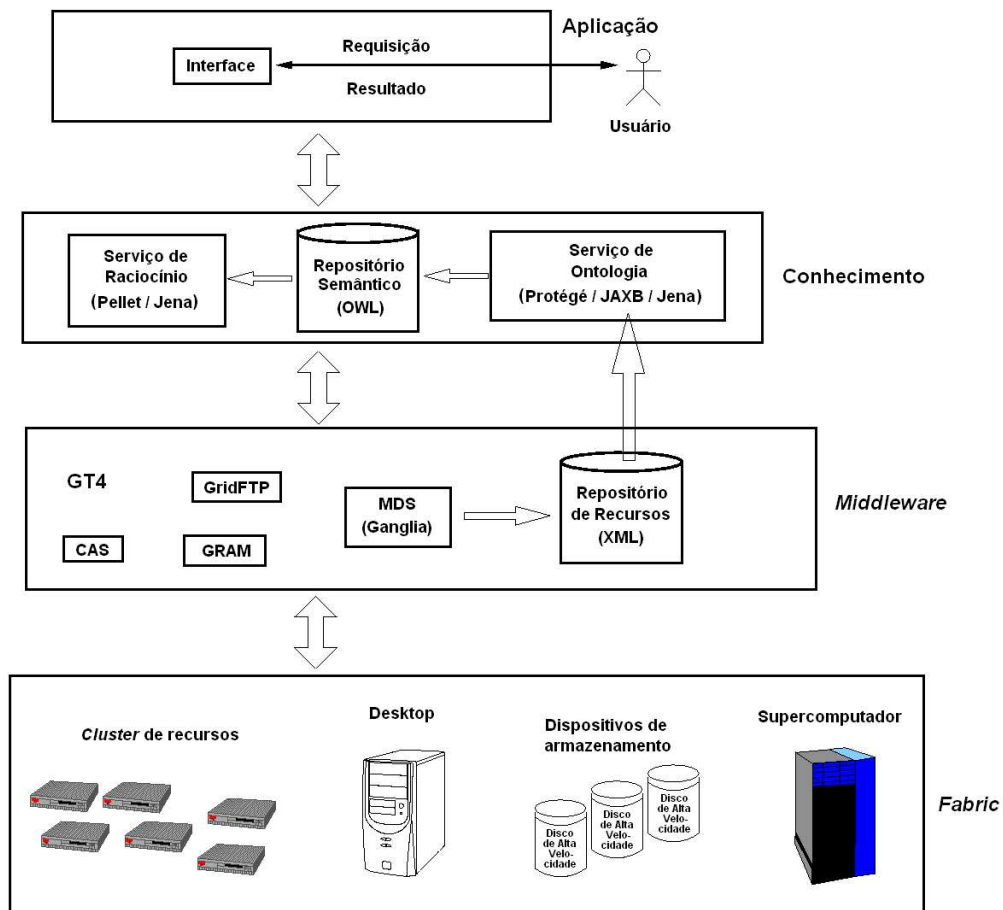 Aplicação
Requisição
Interface
Resultado
Usuário
Serviço de
Raciocínio
(Pellet / Jena)
Repositório
Semântico
(OWL)
Serviço de
Ontologia
(Protégé / JAXB / Jena)
Conhecimento
GT4
GridFTP
CAS
GRAM
MDS
(Ganglia)
Repositório
de Recursos
(XML)
Middleware
Cluster de recursos
Desktop
Dispositivos de
armazenamento
Supercomputador
Disco
de Alta
Velo-
cidade
Disco
de Alta
Velo-
cidade
Disco
de Alta
Velo-
cidade
Fabric